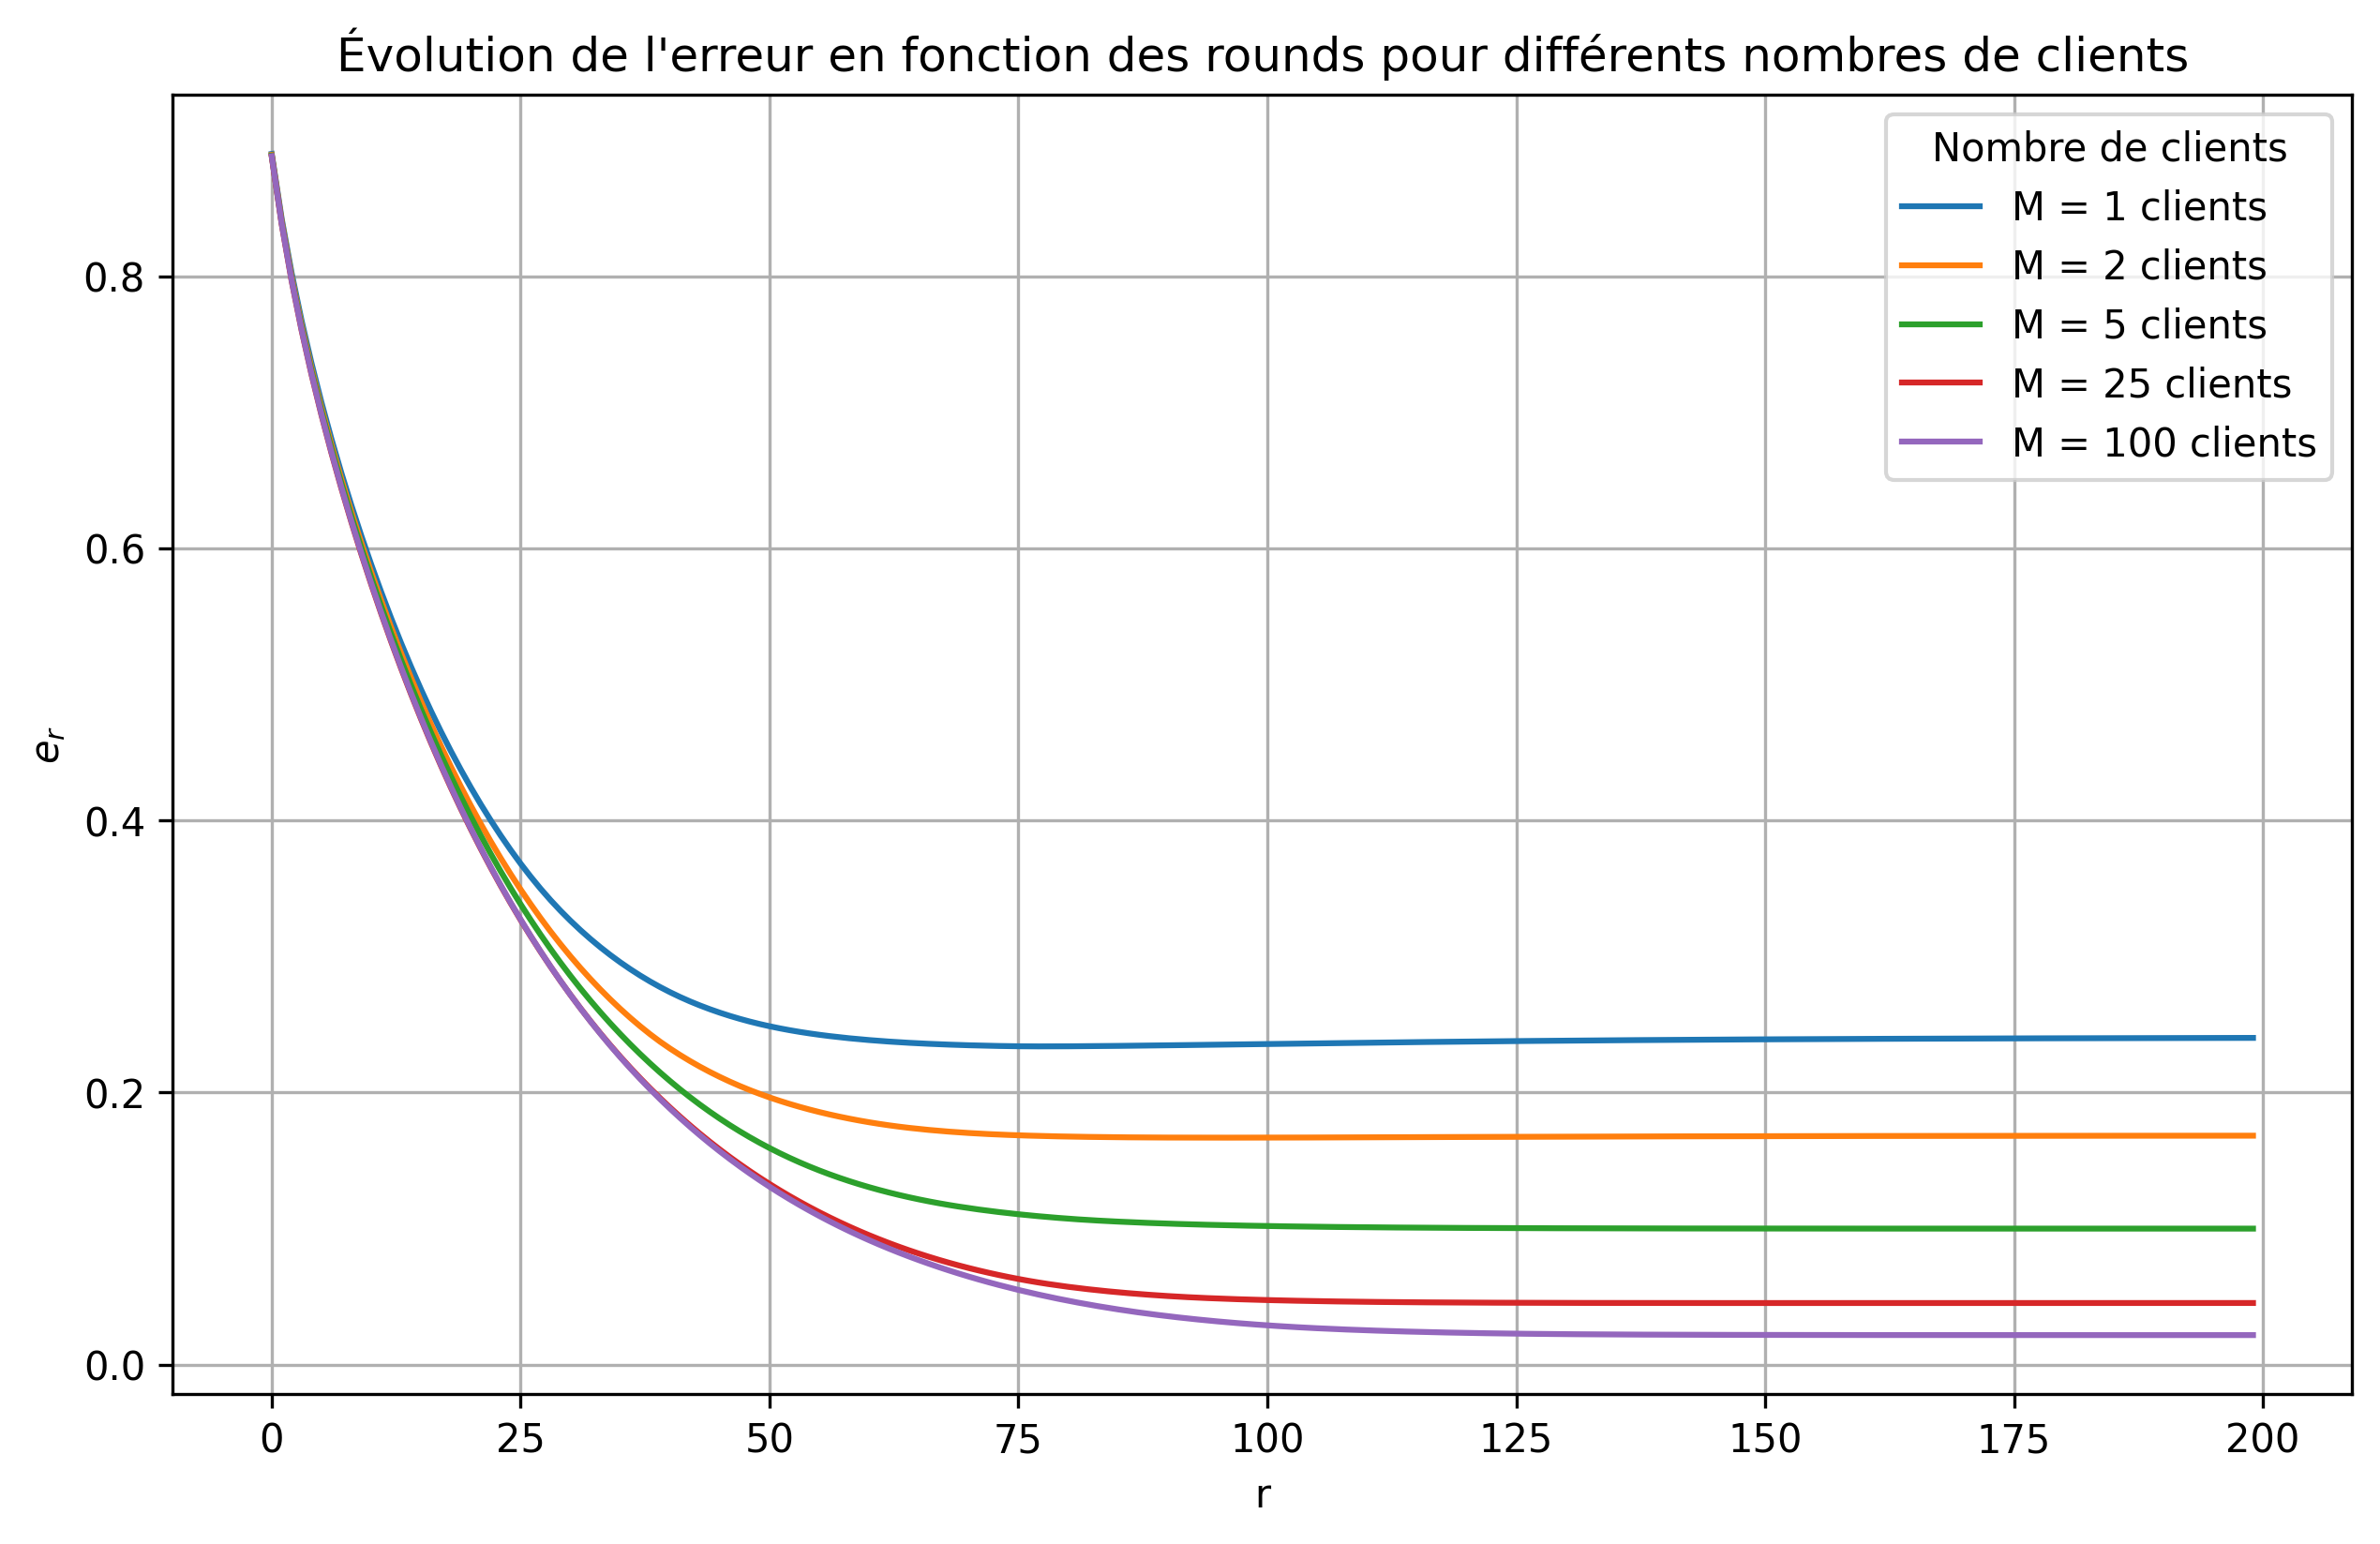 Évolution de l'erreur en fonction des rounds pour différents nombres de clients
Nombre de clients
M = 1 clients
M = 2 clients
M = 5 clients
M = 25 clients
M = 100 clients
0.8
0.6
0.4
0.2
0.0
e_r
0 25 50 75 100 125 150 175 200
r